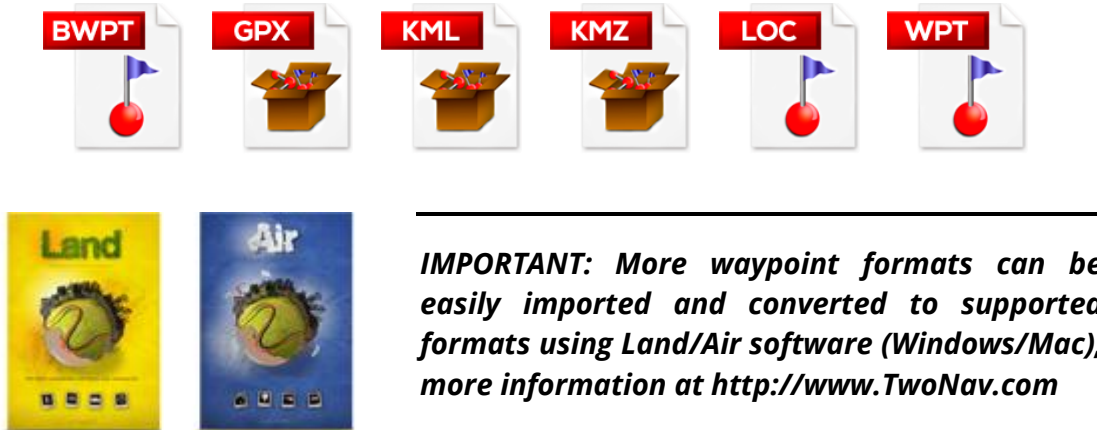 BWPT GPX KML KMZ LOC WPT
Land
Air
IMPORTANT: More waypoint formats can be
easily imported and converted to supported
formats using Land/Air software (Windows/Mac),
more information at http://www.TwoNav.com